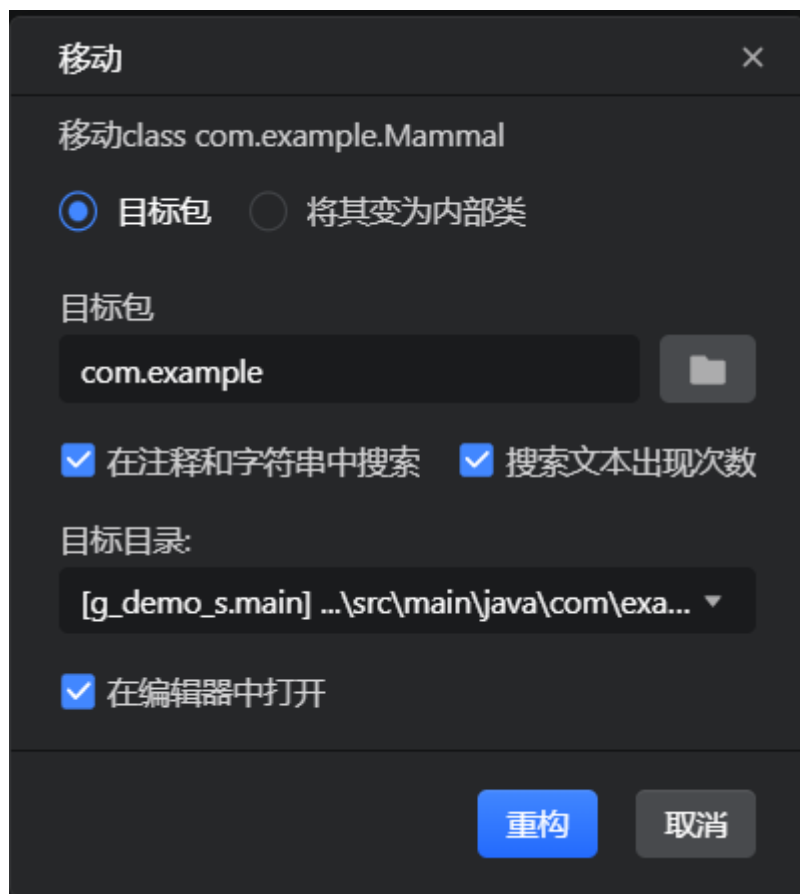 移动
移动class com.example.Mammal
目标包 将其变为内部类
目标包
com.example
在注释和字符串中搜索 搜索文本出现次数
目标目录:
[g_demo_s.main] ...\src\main\java\com\exa...
在编辑器中打开
重构 取消